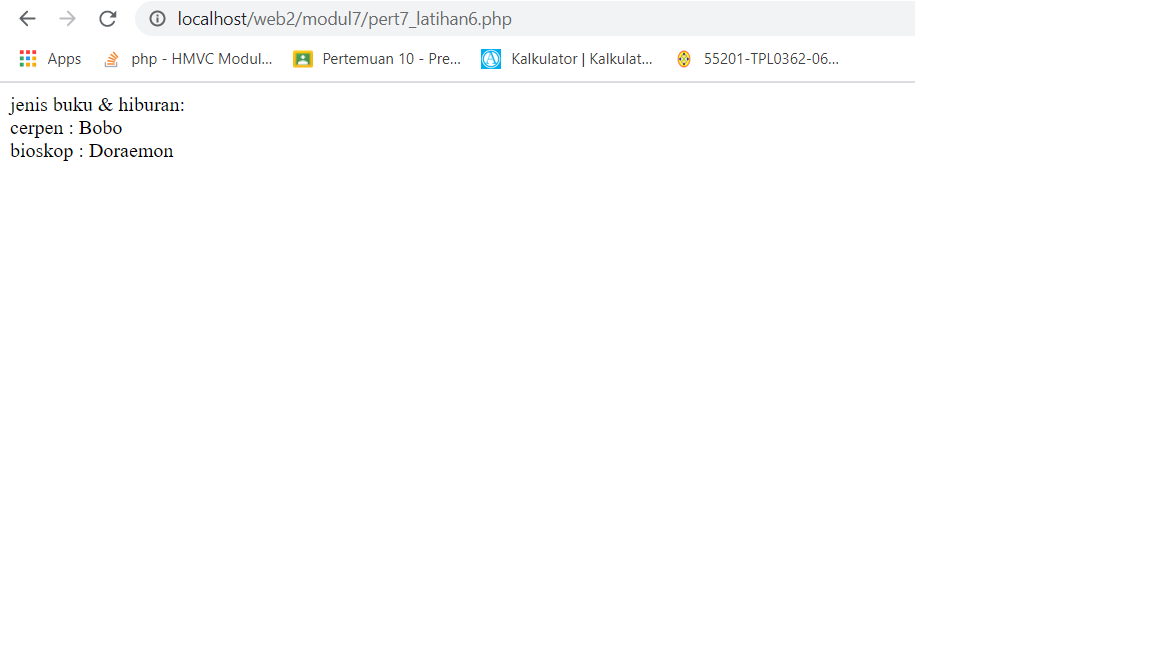 localhost/web2/modul7/pert7_latihan6.php
Apps php - HMVC Modul... Pertemuan 10 - Pre... Kalkulator | Kalkulat... 55201-TPL0362-06...
jenis buku & hiburan:
cerpen : Bobo
bioskop : Doraemon